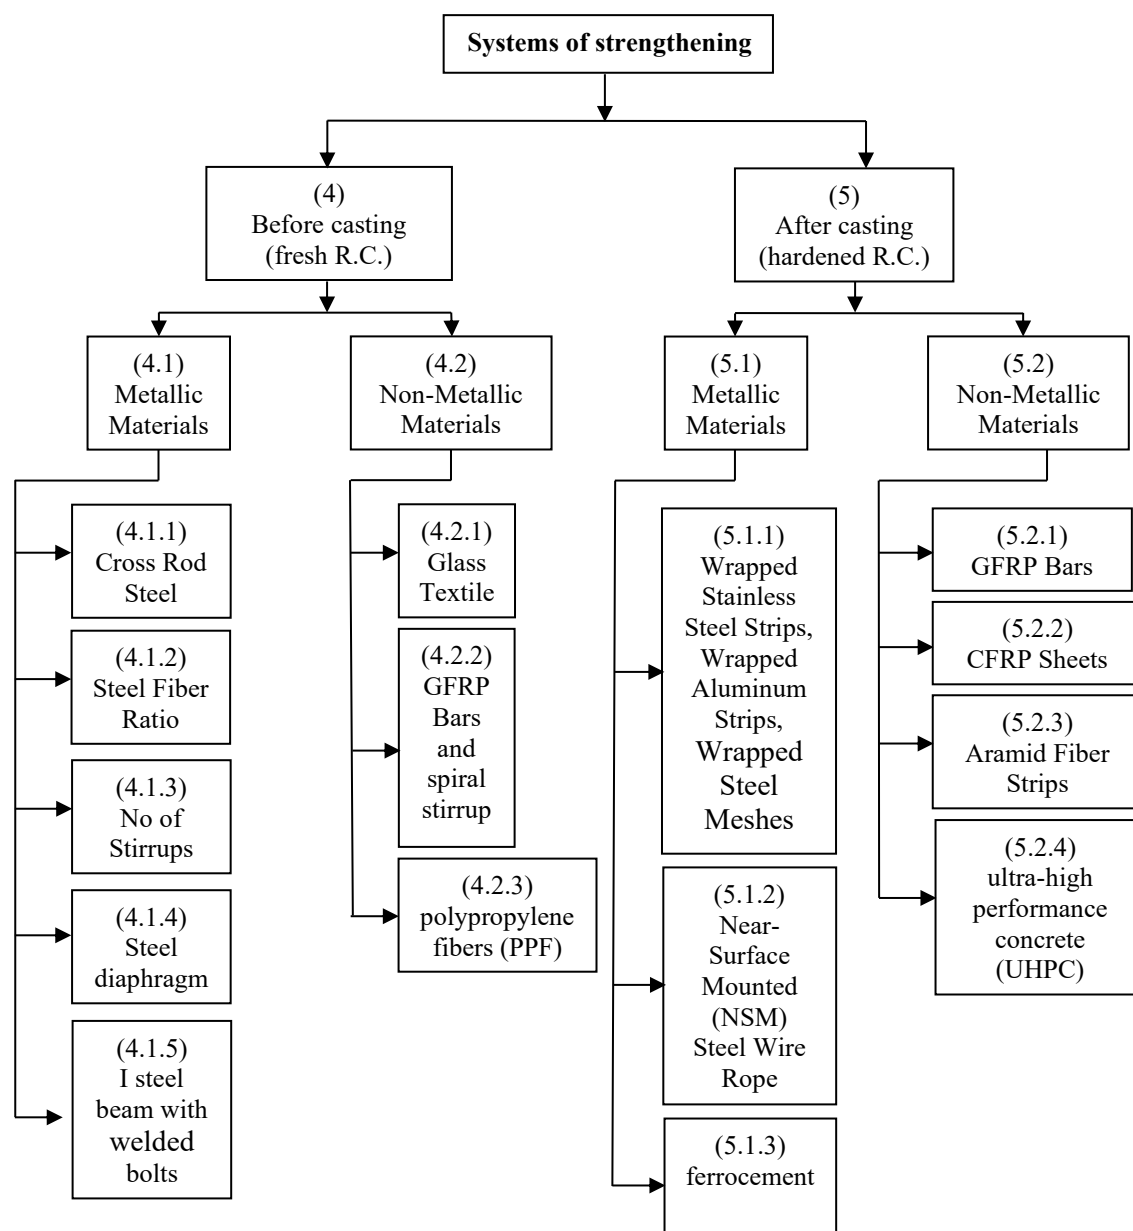 Systems of strengthening
(4)
Before casting
(fresh R.C.)
(5)
After casting
(hardened R.C.)
(4.1)
Metallic
Materials
(4.2)
Non-Metallic
Materials
(5.1)
Metallic
Materials
(5.2)
Non-Metallic
Materials
(4.1.1)
Cross Rod
Steel
(4.1.2)
Steel Fiber
Ratio
(4.1.3)
No of
Stirrups
(4.1.4)
Steel
diaphragm
(4.1.5)
I steel
beam with
welded
bolts
(4.2.1)
Glass
Textile
(4.2.2)
GFRP
Bars
and
spiral
stirrup
(4.2.3)
polypropylene
fibers (PPF)
(5.1.1)
Wrapped
Stainless
Steel Strips,
Wrapped
Aluminum
Strips,
Wrapped
Steel
Meshes
(5.1.2)
Near-
Surface
Mounted
(NSM)
Steel Wire
Rope
(5.1.3)
ferrocement
(5.2.1)
GFRP Bars
(5.2.2)
CFRP Sheets
(5.2.3)
Aramid Fiber
Strips
(5.2.4)
ultra-high
performance
concrete
(UHPC)